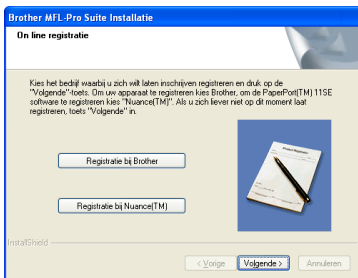 Brother MFL-Pro Suite Installatie
On line registratie
Kies het bedrijf waarbij u zich wilt laten inschrijven registreren en druk op de
"Volgende"-toets. Om uw apparaat te registreren kies Brother, om de PaperPort(TM) 11SE
software te registreren kies "Nuance(TM)". Als u zich liever niet op dit moment laat
registreren, toets "Volgende" in.
Registratie bij Brother
Registratie bij Nuance(TM)
InstallShield
< Vorige
Volgende >
Annuleren